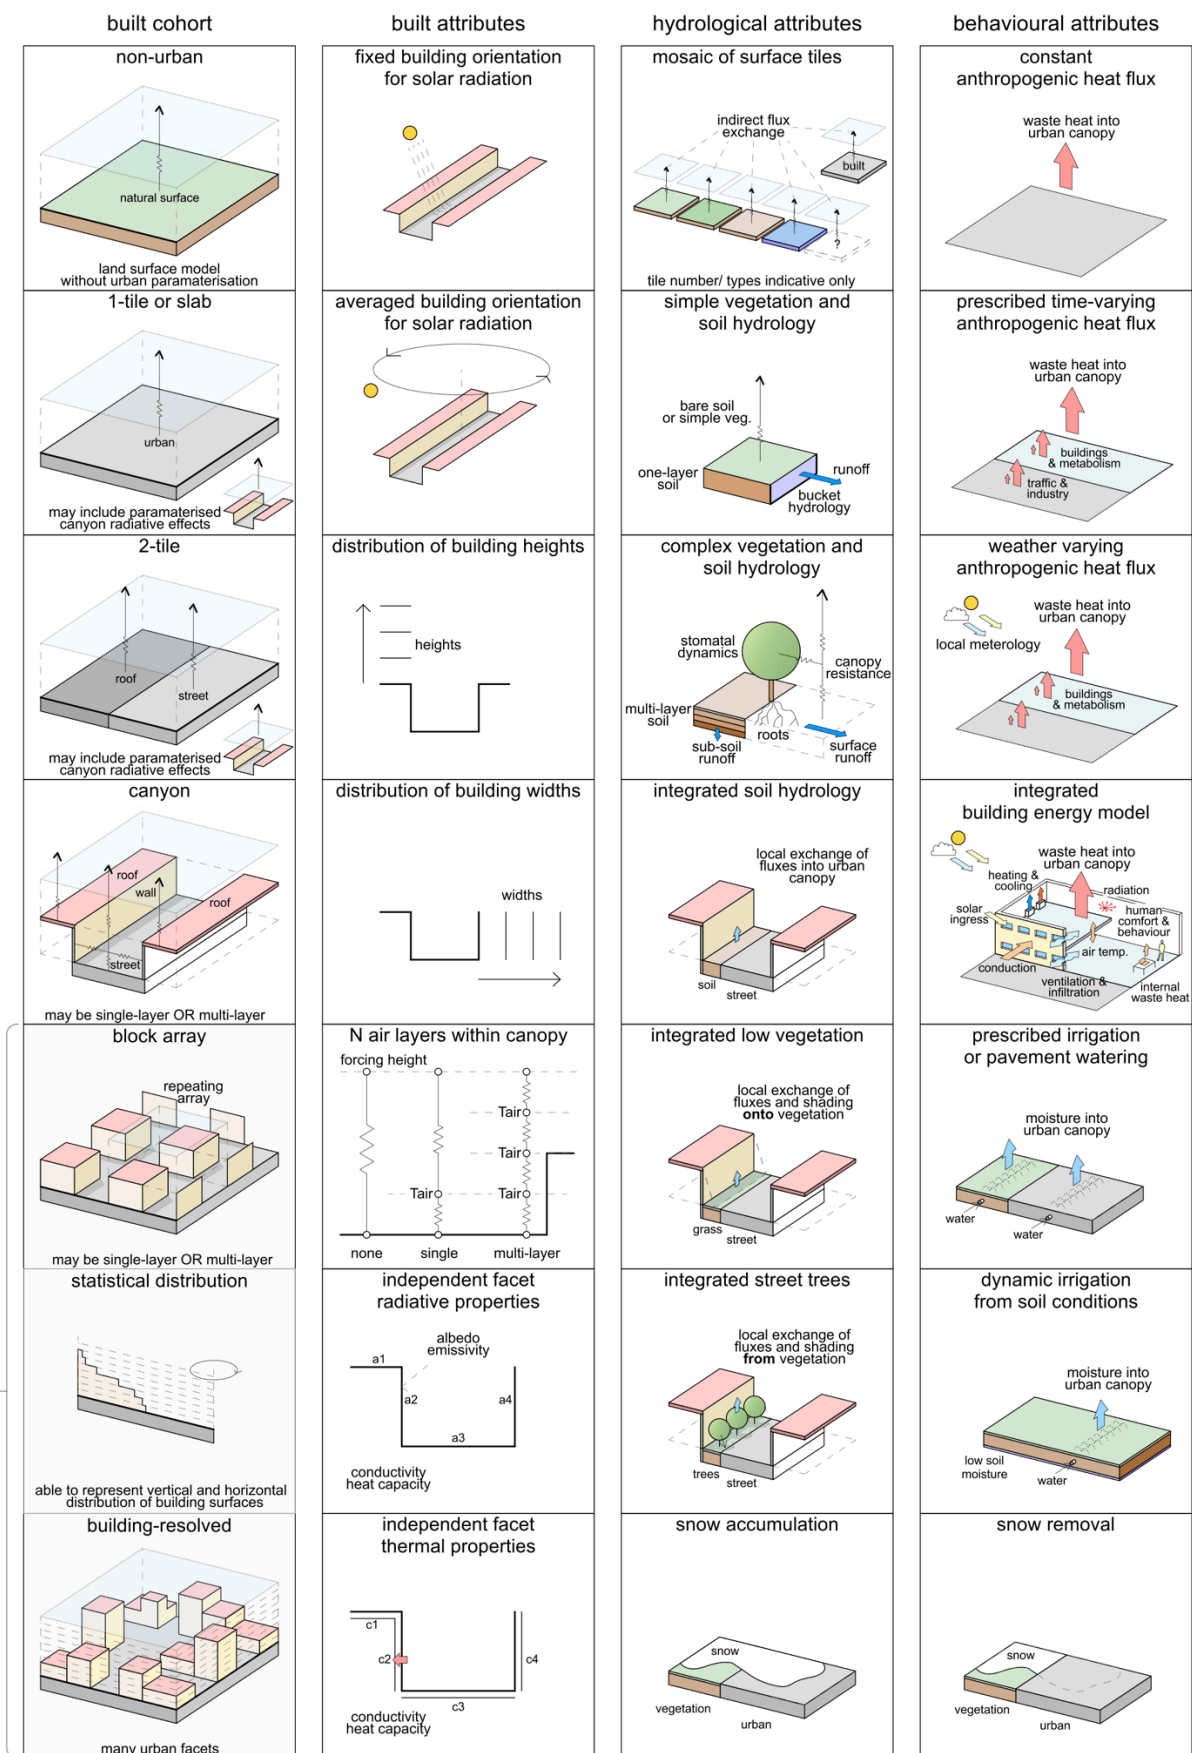 built cohort
built attributes
hydrological attributes
behavioural attributes
non-urban
natural surface
land surface model
without urban paramaterisation
fixed building orientation
for solar radiation
mosaic of surface tiles
indirect flux
exchange
built
?
tile number/ types indicative only
constant
anthropogenic heat flux
waste heat into
urban canopy
1-tile or slab
urban
may include paramaterised
canyon radiative effects
averaged building orientation
for solar radiation
simple vegetation and
soil hydrology
bare soil
or simple veg.
one-layer
soil
runoff
bucket
hydrology
prescribed time-varying
anthropogenic heat flux
waste heat into
urban canopy
buildings
& metabolism
traffic &
industry
2-tile
roof
street
may include paramaterised
canyon radiative effects
distribution of building heights
heights
complex vegetation and
soil hydrology
stomatal
dynamics
canopy
resistance
multi-layer
soil
roots
sub-soil
runoff
surface
runoff
weather varying
anthropogenic heat flux
waste heat into
urban canopy
local meterology
buildings
& metabolism
canyon
roof
wall
roof
street
may be single-layer OR multi-layer
distribution of building widths
widths
integrated soil hydrology
local exchange of
fluxes into urban
canopy
soil
street
integrated
building energy model
waste heat into
urban canopy
heating &
cooling
radiation
solar
ingress
human
comfort &
behaviour
air temp.
conduction
ventilation &
infiltration
internal
waste heat
block array
repeating
array
may be single-layer OR multi-layer
N air layers within canopy
forcing height
Tair
Tair
Tair
Tair
none
single
multi-layer
integrated low vegetation
local exchange of
fluxes and shading
onto vegetation
grass
street
prescribed irrigation
or pavement watering
moisture into
urban canopy
water
water
statistical distribution
able to represent vertical and horizontal
distribution of building surfaces
independent facet
radiative properties
albedo
emissivity
a1
a2
a4
a3
conductivity
heat capacity
integrated street trees
local exchange of
fluxes and shading
from vegetation
trees
street
dynamic irrigation
from soil conditions
moisture into
urban canopy
low soil
moisture
water
building-resolved
many urban facets
independent facet
thermal properties
c1
c2
c4
c3
conductivity
heat capacity
snow accumulation
snow
vegetation
urban
snow removal
snow
vegetation
urban